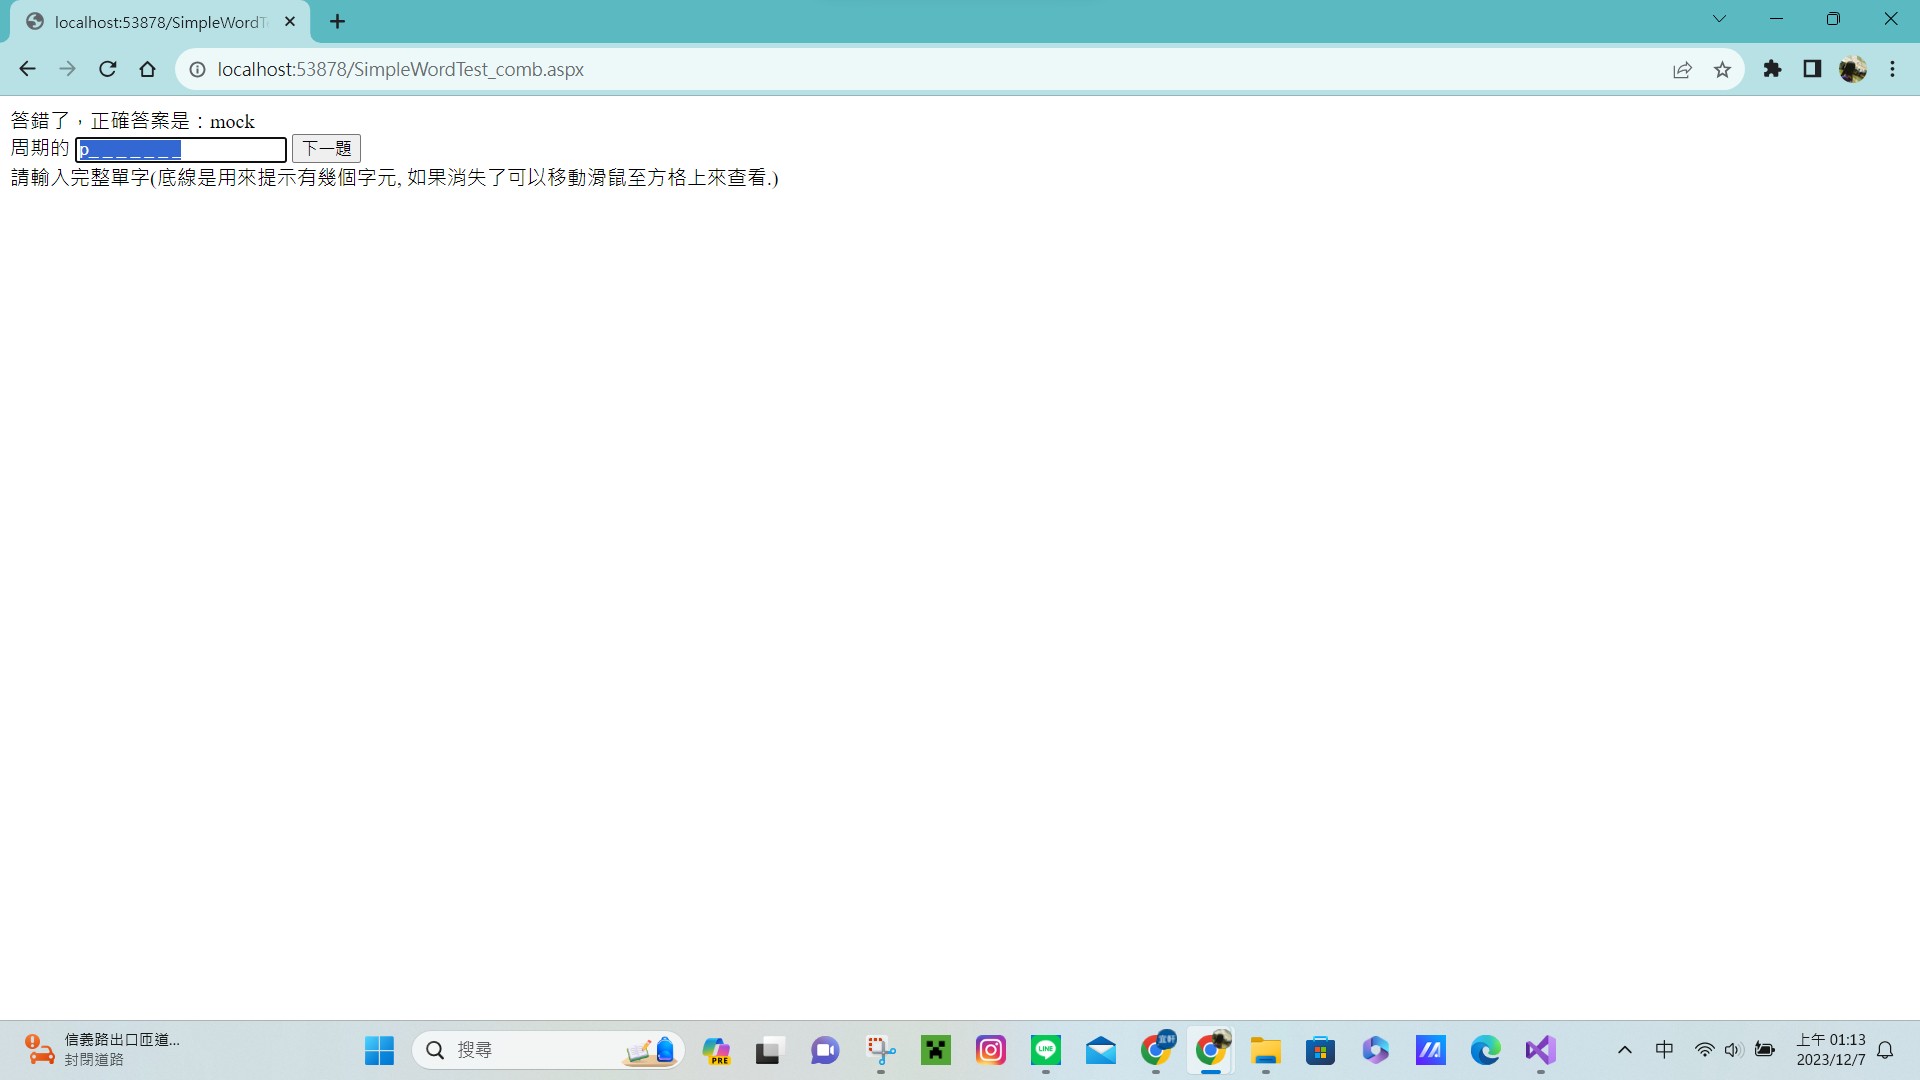 localhost:53878/SimpleWordT
localhost:53878/SimpleWordTest_comb.aspx
答錯了，正確答案是：mock
周期的 p_ _ _ _ _ _ _ 下一題
請輸入完整單字(底線是用來提示有幾個字元, 如果消失了可以移動滑鼠至方格上來查看.)
信義路出口匝道...
封閉道路
搜尋
PRE
LINE
宜軒
中
上午 01:13
2023/12/7